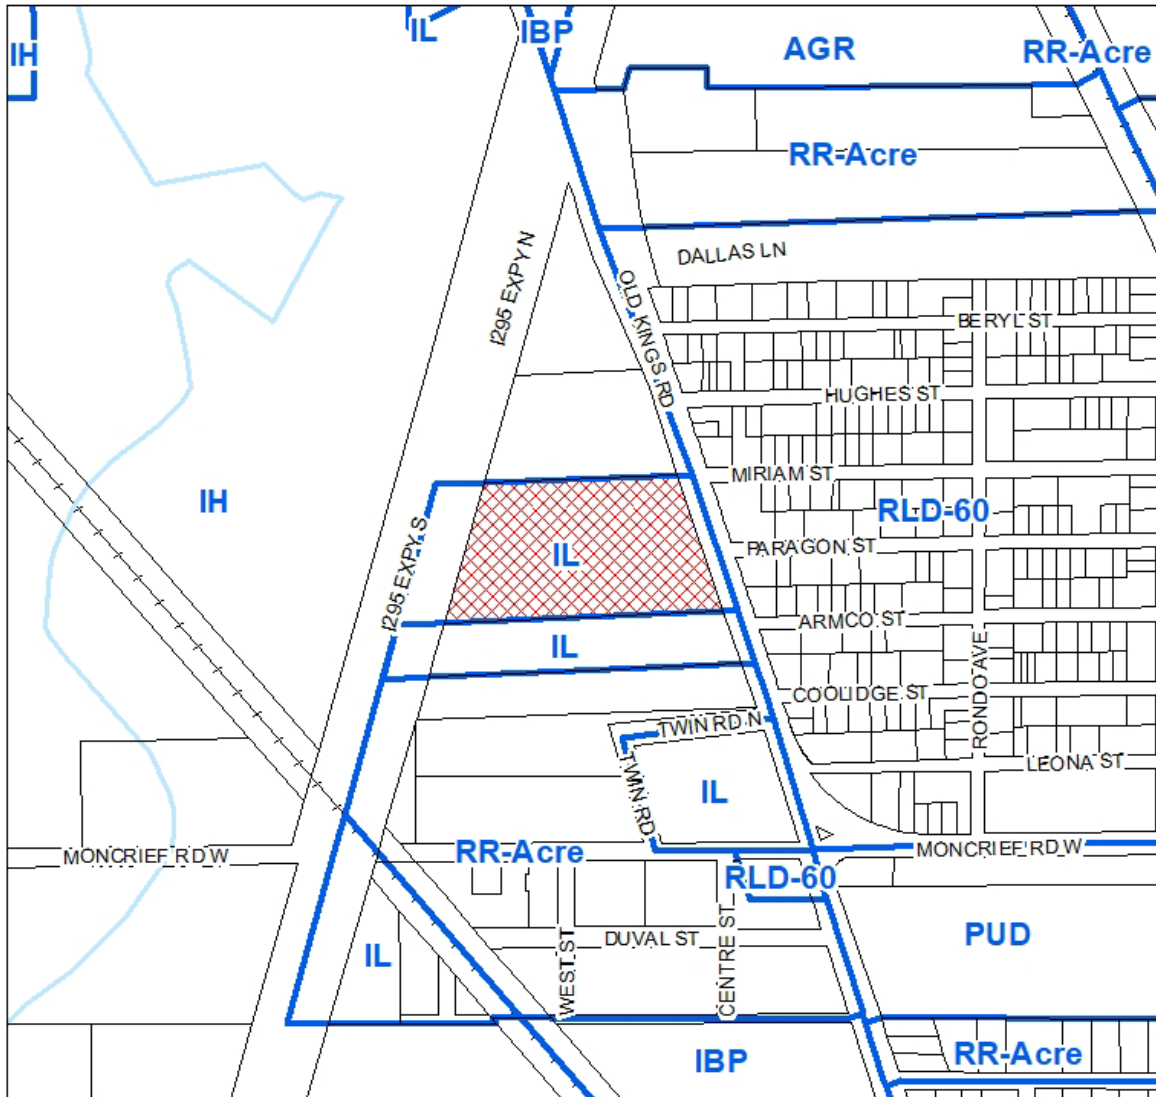 IL
IBP
AGR
RR-Acre
IH
RR-Acre
DALLAS LN
I295 EXPY N
OLD KINGS RD
BERYL ST
HUGHES ST
MIRIAM ST
IH
RLD-60
I295 EXPY S
IL
PARAGON ST
ARMCO ST
IL
RONDO AVE
COOLIDGE ST
TWIN RD N
LEONA ST
TWIN RD
IL
MONCRIEF RD W
RR-Acre
MONCRIEF RD W
RLD-60
PUD
DUVAL ST
IL
WEST ST
CENTRE ST
IBP
RR-Acre